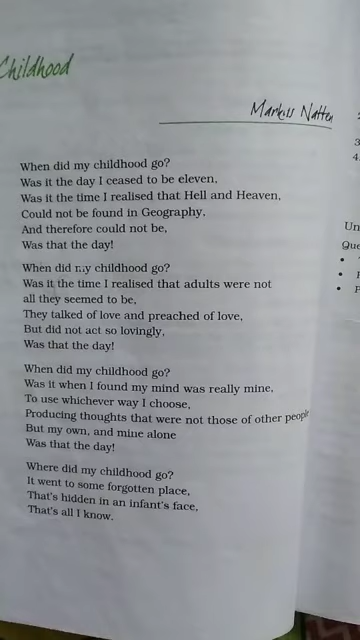 Childhood
Markus Natten
When did my childhood go?
Was it the day I ceased to be eleven,
Was it the time I realised that Hell and Heaven,
Could not be found in Geography,
And therefore could not be,
Was that the day!
When did my childhood go?
Was it the time I realised that adults were not
all they seemed to be,
They talked of love and preached of love,
But did not act so lovingly,
Was that the day!
When did my childhood go?
Was it when I found my mind was really mine,
To use whichever way I choose,
Producing thoughts that were not those of other people
But my own, and mine alone
Was that the day!
Where did my childhood go?
It went to some forgotten place,
That's hidden in an infant's face,
That's all I know.
3
4.
Un
Que